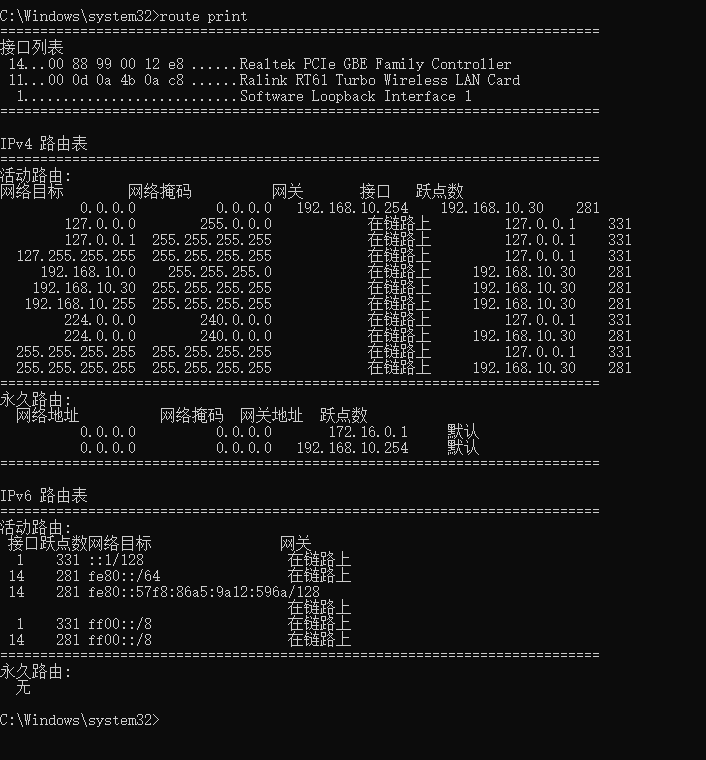 C:\Windows\system32>route print
===========================================================================
接口列表
 14...00 88 99 00 12 e8 ......Realtek PCIe GBE Family Controller
 11...00 0d 0a 4b 0a c8 ......Ralink RT61 Turbo Wireless LAN Card
  1...........................Software Loopback Interface 1
===========================================================================

IPv4 路由表
===========================================================================
活动路由:
网络目标        网络掩码          网关       接口   跃点数
          0.0.0.0          0.0.0.0   192.168.10.254    192.168.10.30    281
        127.0.0.0        255.0.0.0            在链路上         127.0.0.1    331
        127.0.0.1  255.255.255.255            在链路上         127.0.0.1    331
  127.255.255.255  255.255.255.255            在链路上         127.0.0.1    331
     192.168.10.0    255.255.255.0            在链路上     192.168.10.30    281
    192.168.10.30  255.255.255.255            在链路上     192.168.10.30    281
   192.168.10.255  255.255.255.255            在链路上     192.168.10.30    281
        224.0.0.0        240.0.0.0            在链路上         127.0.0.1    331
        224.0.0.0        240.0.0.0            在链路上     192.168.10.30    281
  255.255.255.255  255.255.255.255            在链路上         127.0.0.1    331
  255.255.255.255  255.255.255.255            在链路上     192.168.10.30    281
===========================================================================
永久路由:
  网络地址          网络掩码  网关地址  跃点数
          0.0.0.0          0.0.0.0       172.16.0.1     默认
          0.0.0.0          0.0.0.0   192.168.10.254     默认
===========================================================================

IPv6 路由表
===========================================================================
活动路由:
 接口跃点数网络目标                网关
  1    331 ::1/128                  在链路上
 14    281 fe80::/64                在链路上
 14    281 fe80::57f8:86a5:9a12:596a/128
                                    在链路上
  1    331 ff00::/8                 在链路上
 14    281 ff00::/8                 在链路上
===========================================================================
永久路由:
  无

C:\Windows\system32>